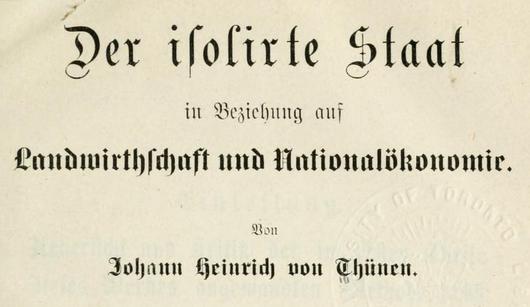 Der isolirte Staat
in Beziehung auf
Landwirthschaft und Nationalökonomie.
Von
Johann Heinrich von Thünen.